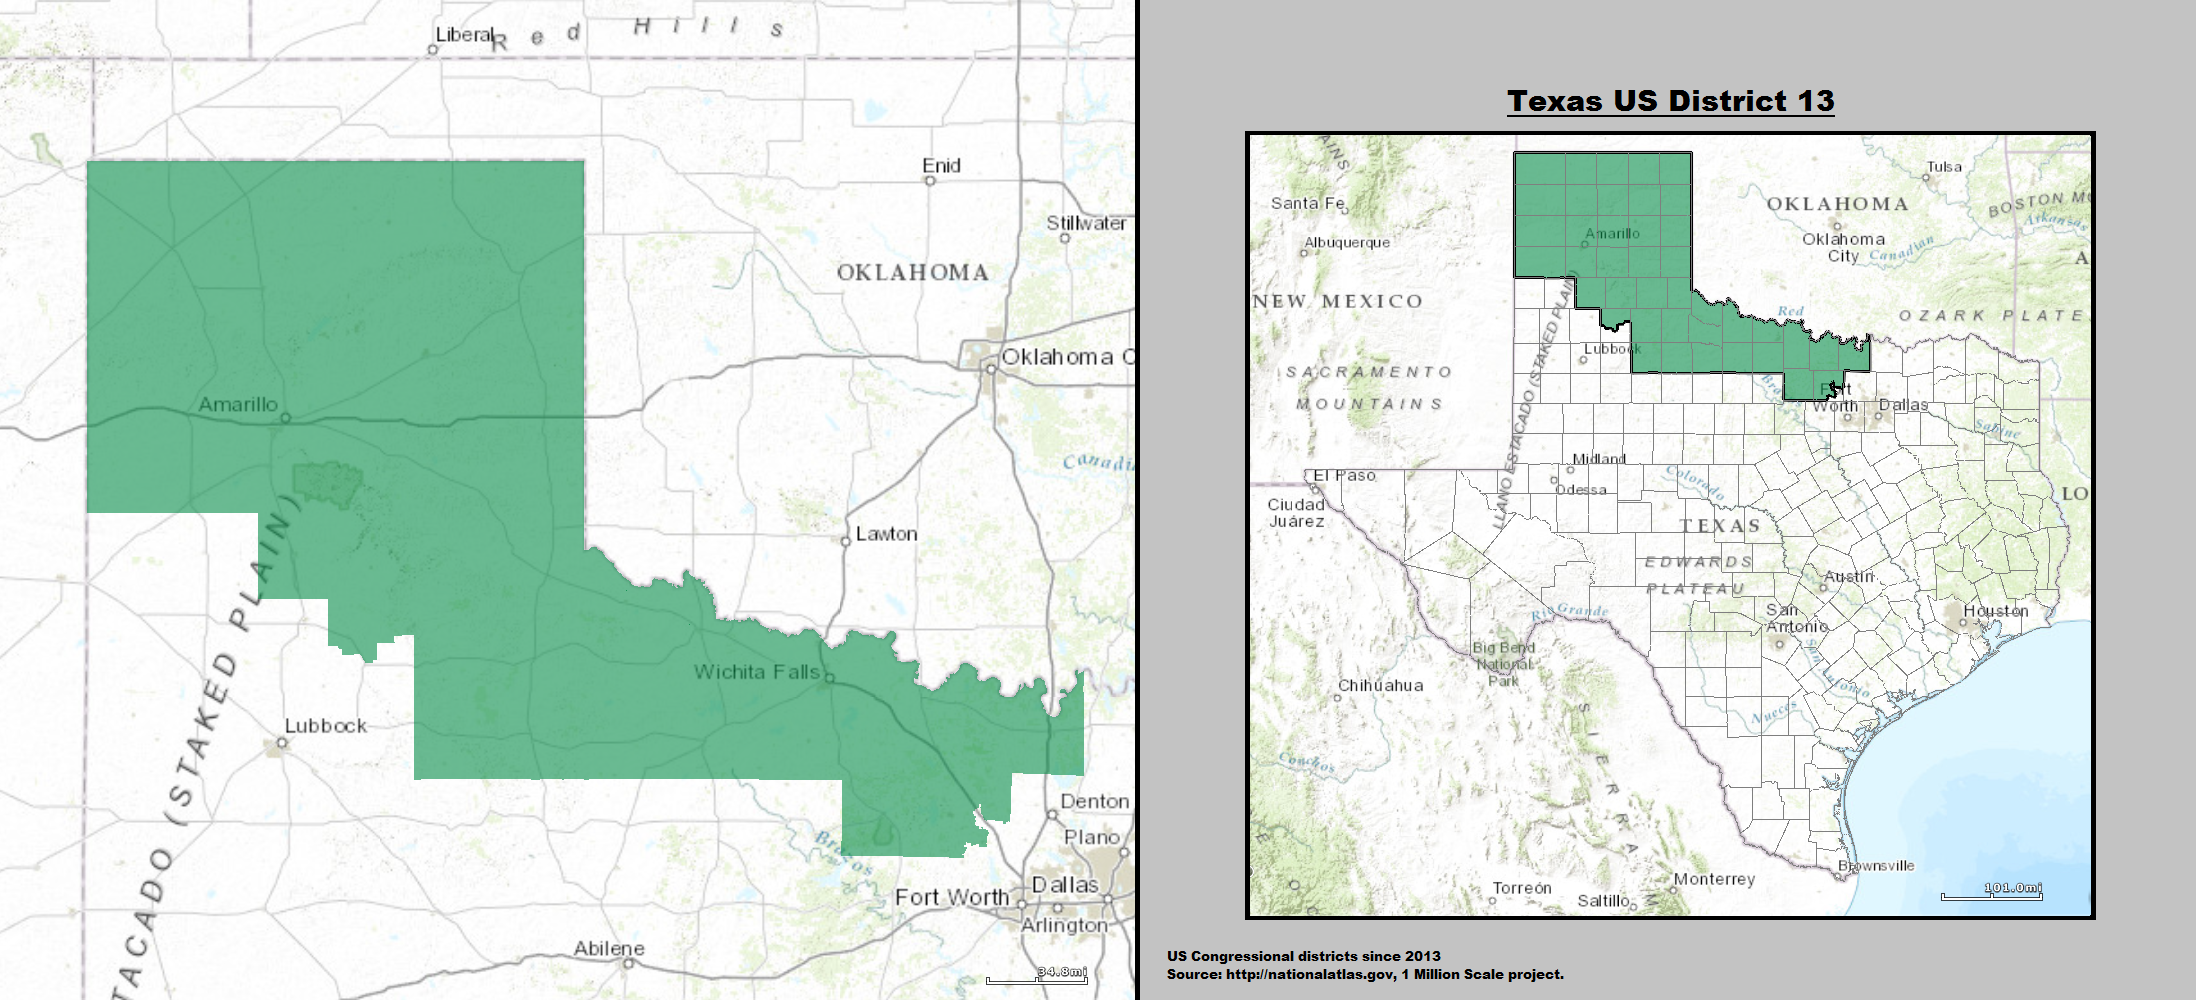 Liberal
Red Hills
Enid
Stillwater
OKLAHOMA
Oklahoma C
Amarillo
Canadi
Lawton
LLANO ESTACADO (STAKED PLAIN)
Wichita Falls
Lubbock
Denton
Plano
Brazos
Fort Worth
Dallas
Arlington
Abilene
34.8mi
Texas US District 13
AINS
Tulsa
Santa Fe
OKLAHOMA
BOSTON MO
Arkansas
Amarillo
Albuquerque
Oklahoma
City
Canadian
A
NEW MEXICO
Red
OZARK PLATE
LLANO ESTACADO (STAKED PLAIN)
Lubbock
SACRAMENTO
MOUNTAINS
Fort
Worth
Dallas
Sabine
Midland
Odessa
Colorado
El Paso
Ciudad
Juárez
LO
TEXAS
EDWARDS
PLATEAU
Austin
Rio Grande
San
Antonio
Houston
Big Bend
National
Park
San Antonio
Chihuahua
Nueces
Conchos
SIERRA
M
E
Brownsville
Monterrey
Torreón
Saltillo
101.0mi
US Congressional districts since 2013
Source: http://nationalatlas.gov, 1 Million Scale project.